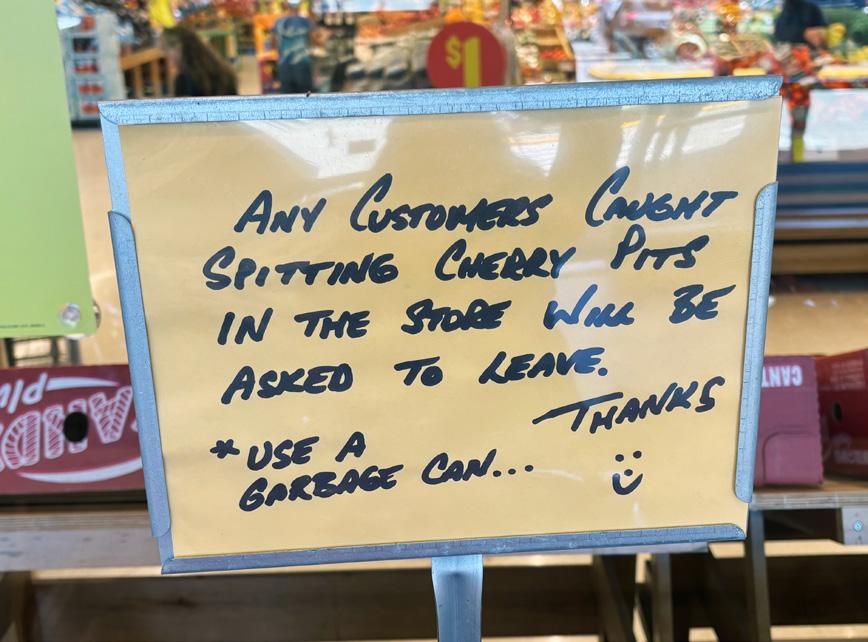 $1
ANY CUSTOMERS CAUGHT
SPITTING CHERRY PITS
IN THE STORE WILL BE
ASKED TO LEAVE.
THANKS
*USE A
GARBAGE CAN...